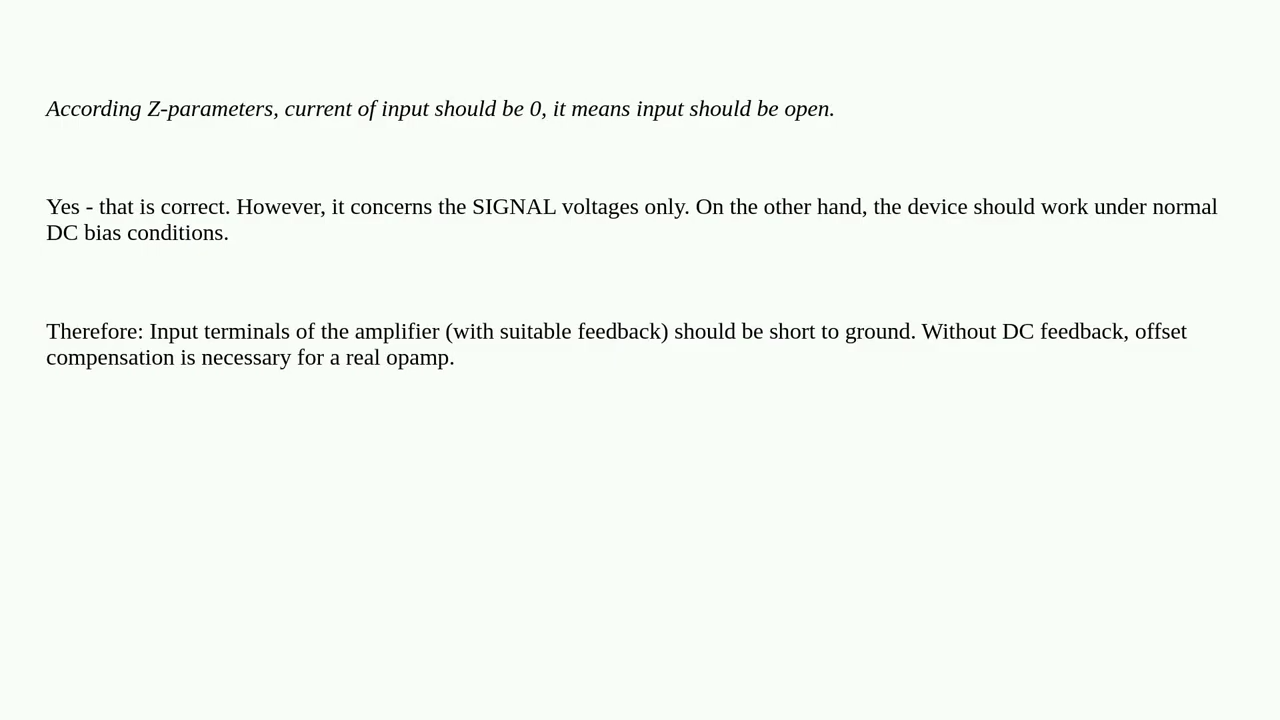 According Z-parameters, current of input should be 0, it means input should be open.
Yes - that is correct. However, it concerns the SIGNAL voltages only. On the other hand, the device should work under normal
DC bias conditions.
Therefore: Input terminals of the amplifier (with suitable feedback) should be short to ground. Without DC feedback, offset
compensation is necessary for a real opamp.